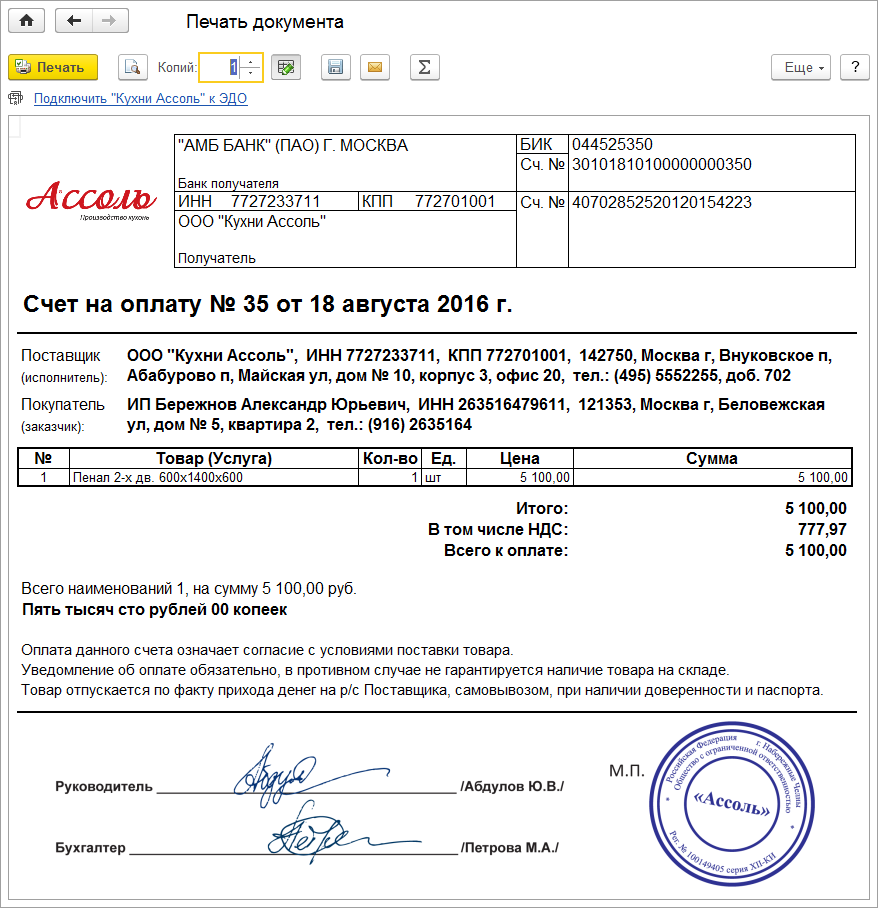 Печать документа
Печать Копий: 1 Еще ?
Подключить "Кухни Ассоль" к ЭДО
Ассоль
Производство кухонь
"АМБ БАНК" (ПАО) Г. МОСКВА БИК 044525350
Сч. № 30101810100000000350
Банк получателя
ИНН 7727233711 КПП 772701001 Сч. № 40702852520120154223
ООО "Кухни Ассоль"
Получатель
Счет на оплату № 35 от 18 августа 2016 г.
Поставщик ООО "Кухни Ассоль", ИНН 7727233711, КПП 772701001, 142750, Москва г, Внуковское п,
(исполнитель): Абабурово п, Майская ул, дом № 10, корпус 3, офис 20, тел.: (495) 5552255, доб. 702
Покупатель ИП Бережнов Александр Юрьевич, ИНН 263516479611, 121353, Москва г, Беловежская
(заказчик): ул, дом № 5, квартира 2, тел.: (916) 2635164
№ Товар (Услуга) Кол-во Ед. Цена Сумма
1 Пенал 2-х дв. 600х1400х600 1 шт 5 100,00 5 100,00
Итого: 5 100,00
В том числе НДС: 777,97
Всего к оплате: 5 100,00
Всего наименований 1, на сумму 5 100,00 руб.
Пять тысяч сто рублей 00 копеек
Оплата данного счета означает согласие с условиями поставки товара.
Уведомление об оплате обязательно, в противном случае не гарантируется наличие товара на складе.
Товар отпускается по факту прихода денег на р/с Поставщика, самовывозом, при наличии доверенности и паспорта.
Руководитель /Абдулов Ю.В./
М.П.
Бухгалтер /Петрова М.А./
Российская Федерация г. Набережные Челны
Общество с ограниченной ответственностью
«Ассоль»
Рег. № 100149405 серия ХП-КИ